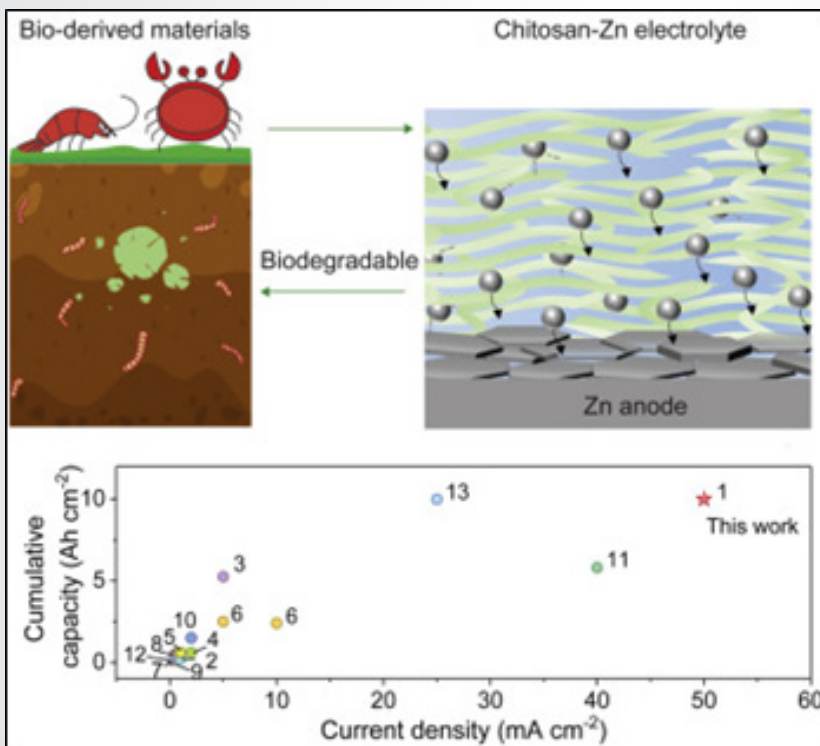 Bio-derived materials
Chitosan-Zn electrolyte
Biodegradable
Zn anode
Cumulative
capacity (Ah cm⁻²)
10
5
0
13
1
This work
3
11
6
6
10
5
4
8
12
2
7
9
0 10 20 30 40 50 60
Current density (mA cm⁻²)